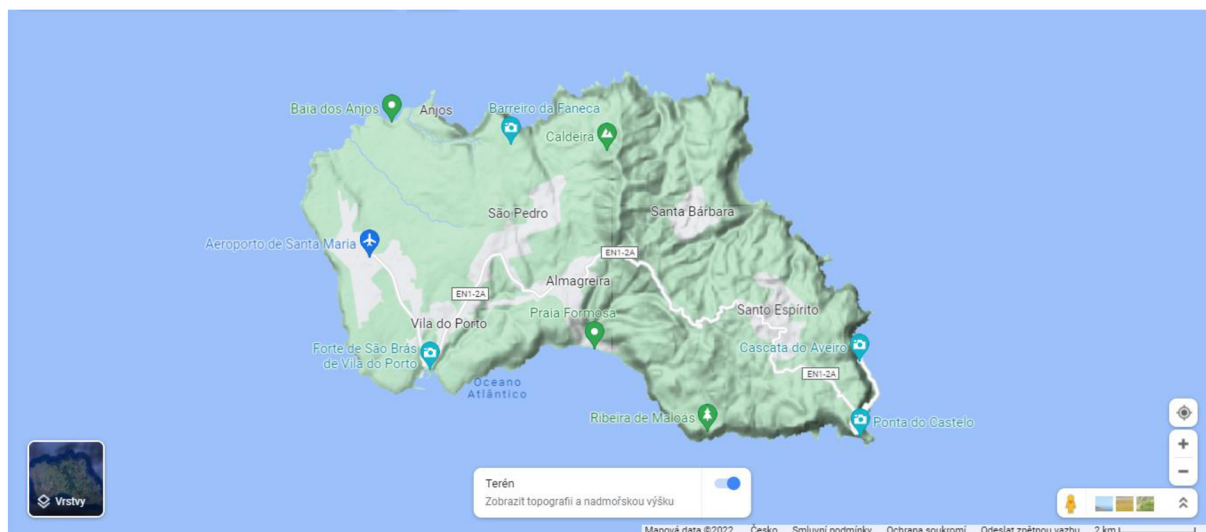 Baia dos Anjos
Anjos
Barreiro da Faneca
Caldeira
São Pedro
Santa Bárbara
Aeroporto de Santa Maria
EN1-2A
Almagreira
EN1-2A
Praia Formosa
Santo Espírito
Vila do Porto
Forte de São Brás
de Vila do Porto
Cascata do Aveiro
EN1-2A
Oceano
Atlântico
Ribeira de Maloás
Ponta do Castelo
Terén
Zobrazit topografii a nadmořskou výšku
Vrstvy
Mapová data ©2022 Česko Smluvní podmínky Ochrana soukromí Odeslat zpětnou vazbu 2 km